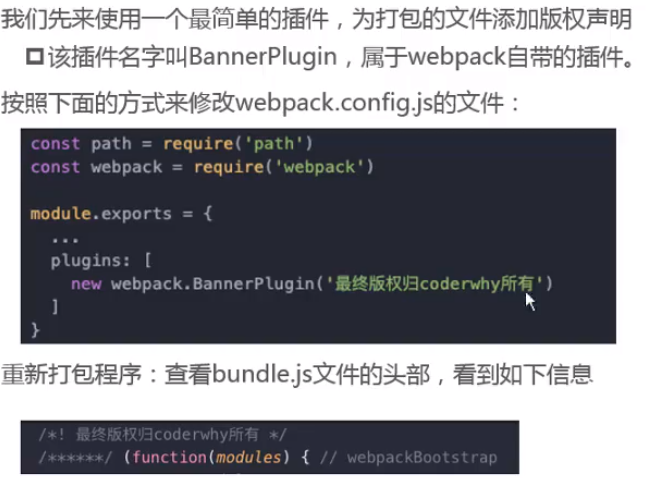 我们先来使用一个最简单的插件，为打包的文件添加版权声明
该插件名字叫BannerPlugin，属于webpack自带的插件。
按照下面的方式来修改webpack.config.js的文件：
const path = require('path')
const webpack = require('webpack')
module.exports = {
...
plugins: [
new webpack.BannerPlugin('最终版权归coderwhy所有')
]
}
重新打包程序：查看bundle.js文件的头部，看到如下信息
/*! 最终版权归coderwhy所有 */
/******/ (function(modules) { // webpackBootstrap